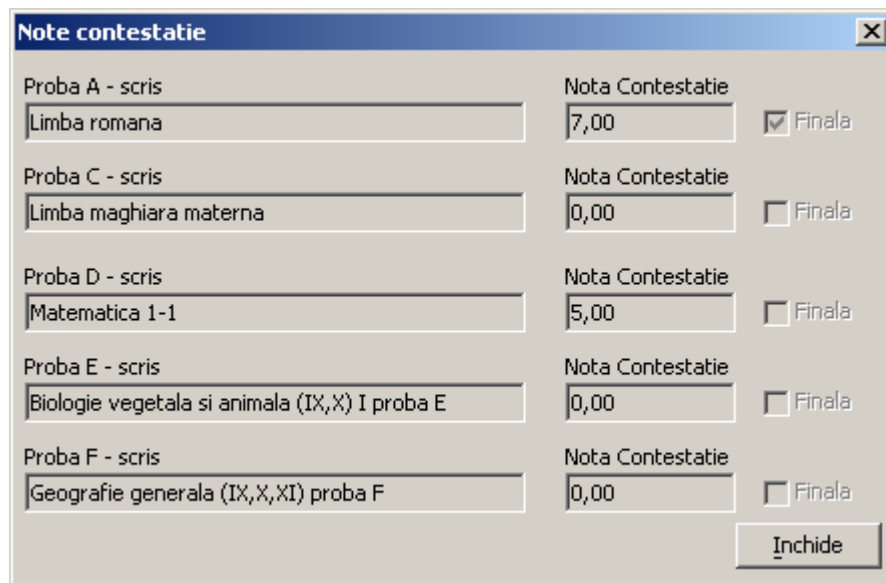 Note contestatie
Proba A - scris Nota Contestatie
Limba romana 7,00 Finala
Proba C - scris Nota Contestatie
Limba maghiara materna 0,00 Finala
Proba D - scris Nota Contestatie
Matematica 1-1 5,00 Finala
Proba E - scris Nota Contestatie
Biologie vegetala si animala (IX,X) I proba E 0,00 Finala
Proba F - scris Nota Contestatie
Geografie generala (IX,X,XI) proba F 0,00 Finala
Inchide